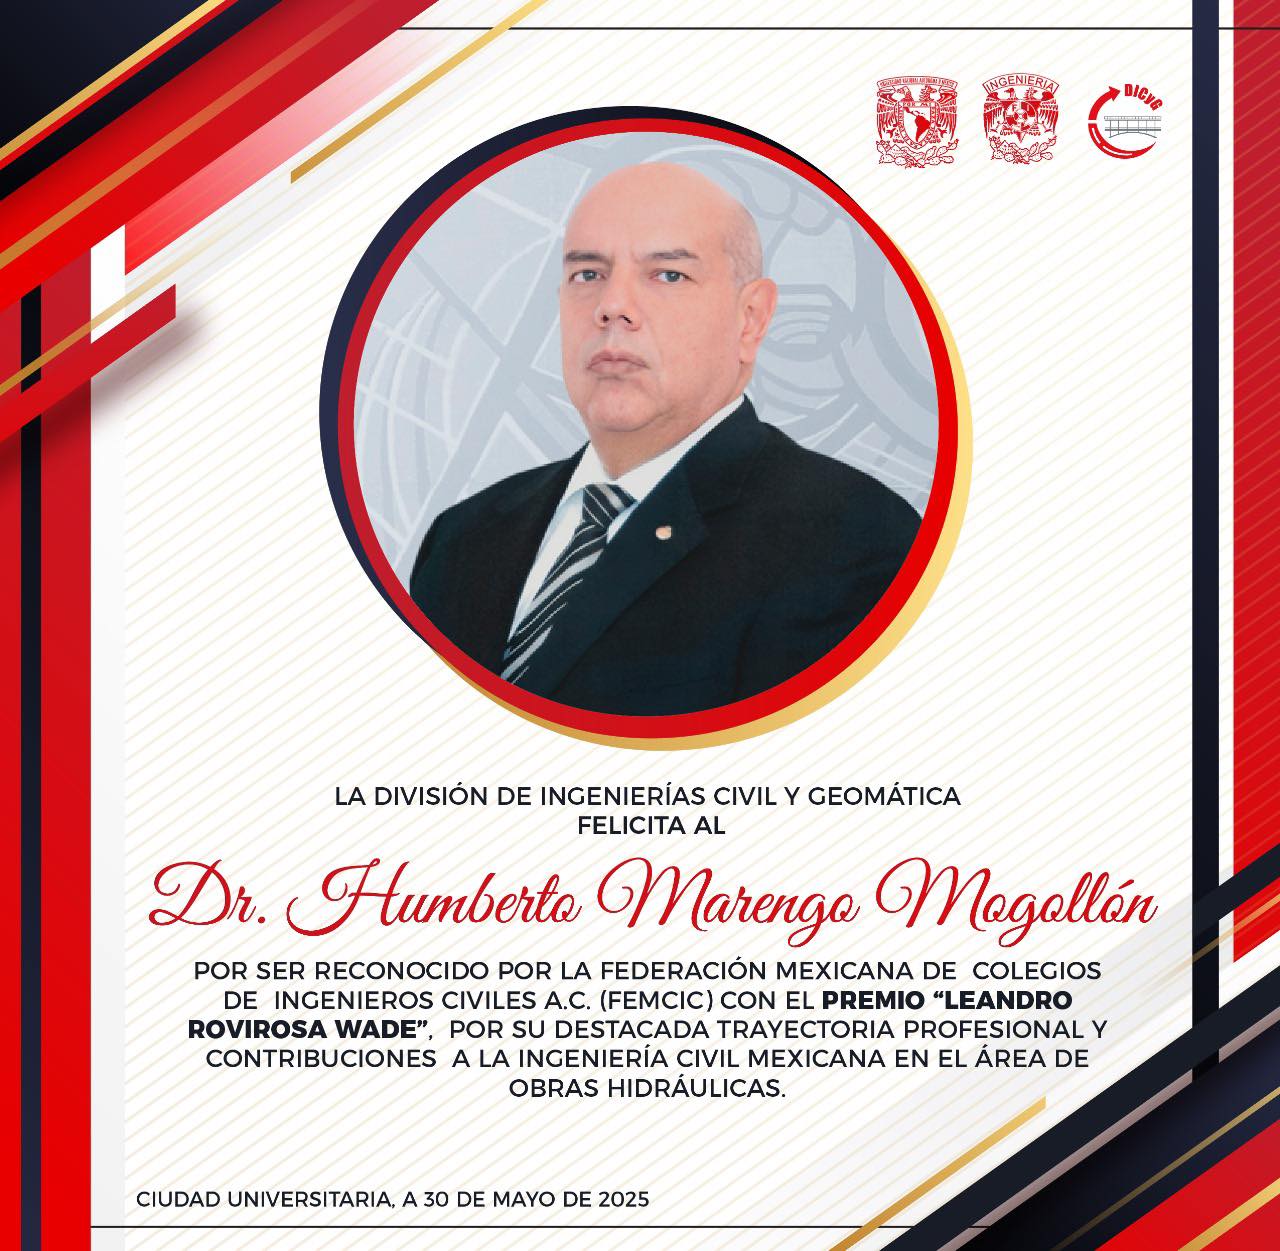 INGENIERIA
DICyG
LA DIVISIÓN DE INGENIERÍAS CIVIL Y GEOMÁTICA
FELICITA AL
Dr. Humberto Marengo Mogollón
POR SER RECONOCIDO POR LA FEDERACIÓN MEXICANA DE COLEGIOS
DE INGENIEROS CIVILES A.C. (FEMCIC) CON EL PREMIO “LEANDRO
ROVIROSA WADE”, POR SU DESTACADA TRAYECTORIA PROFESIONAL Y
CONTRIBUCIONES A LA INGENIERÍA CIVIL MEXICANA EN EL ÁREA DE
OBRAS HIDRÁULICAS.
CIUDAD UNIVERSITARIA, A 30 DE MAYO DE 2025